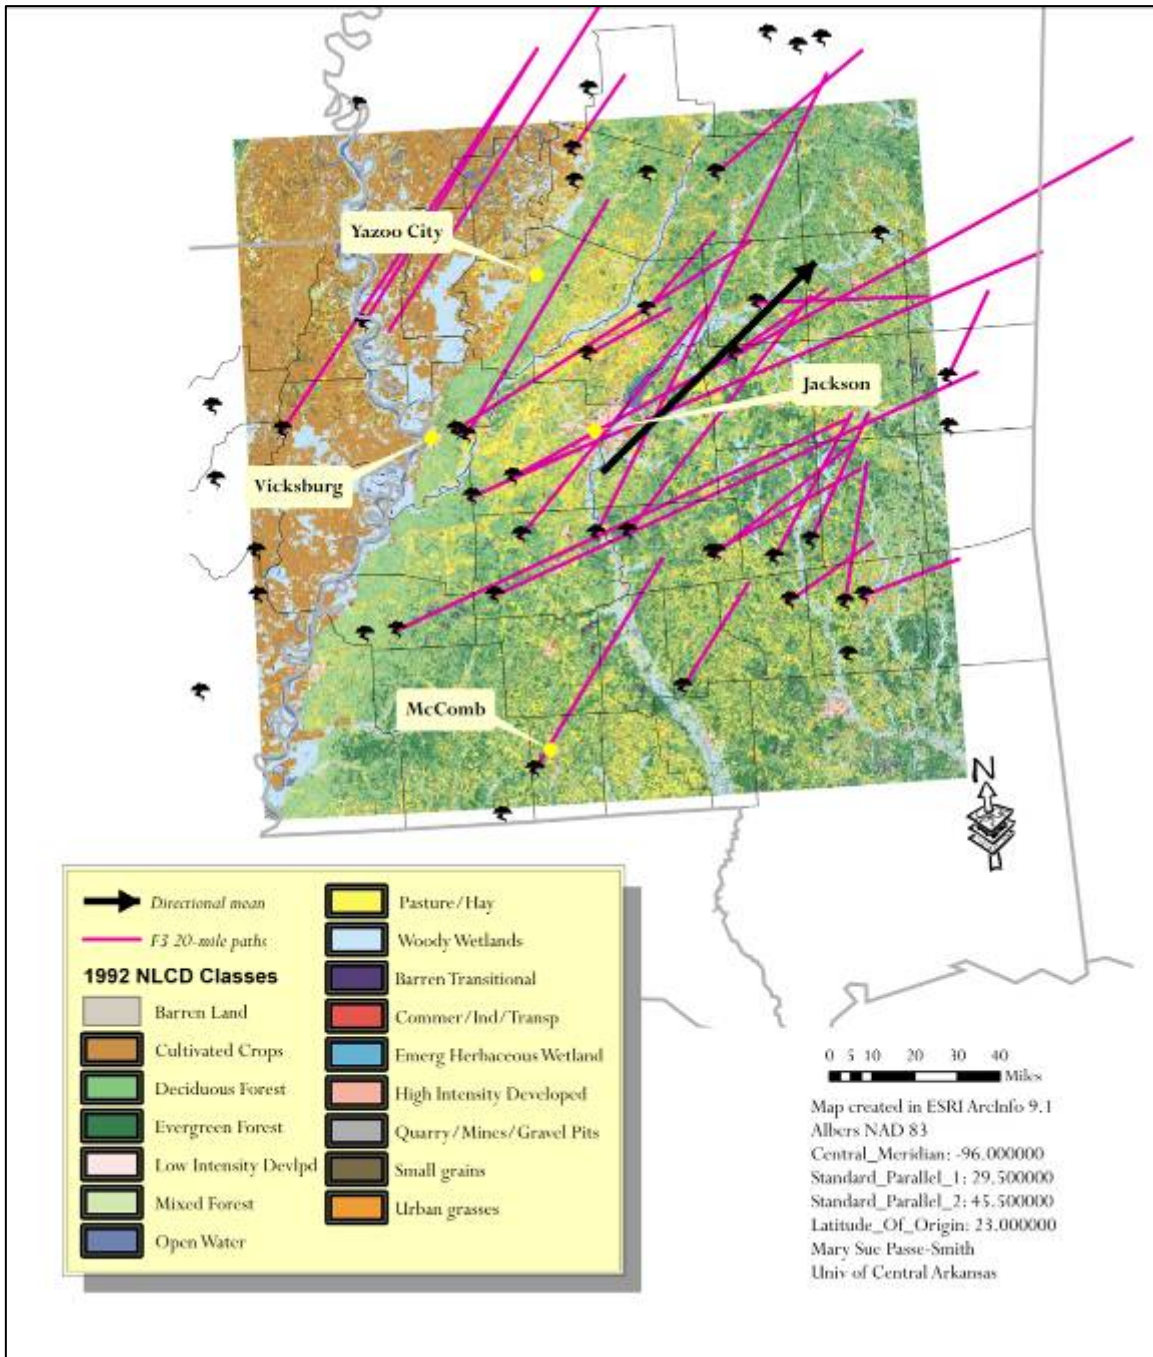 Yazoo City
Jackson
Vicksburg
McComb
N
Directional mean
F3 20-mile paths
1992 NLCD Classes
Barren Land
Cultivated Crops
Deciduous Forest
Evergreen Forest
Low Intensity Devlpd
Mixed Forest
Open Water
Pasture/Hay
Woody Wetlands
Barren Transitional
Commer/Ind/Transp
Emerg Herbaceous Wetland
High Intensity Developed
Quarry/Mines/Gravel Pits
Small grains
Urban grasses
0 5 10 20 30 40
Miles
Map created in ESRI ArcInfo 9.1
Albers NAD 83
Central_Meridian: -96.000000
Standard_Parallel_1: 29.500000
Standard_Parallel_2: 45.500000
Latitude_Of_Origin: 23.000000
Mary Sue Passe-Smith
Univ of Central Arkansas